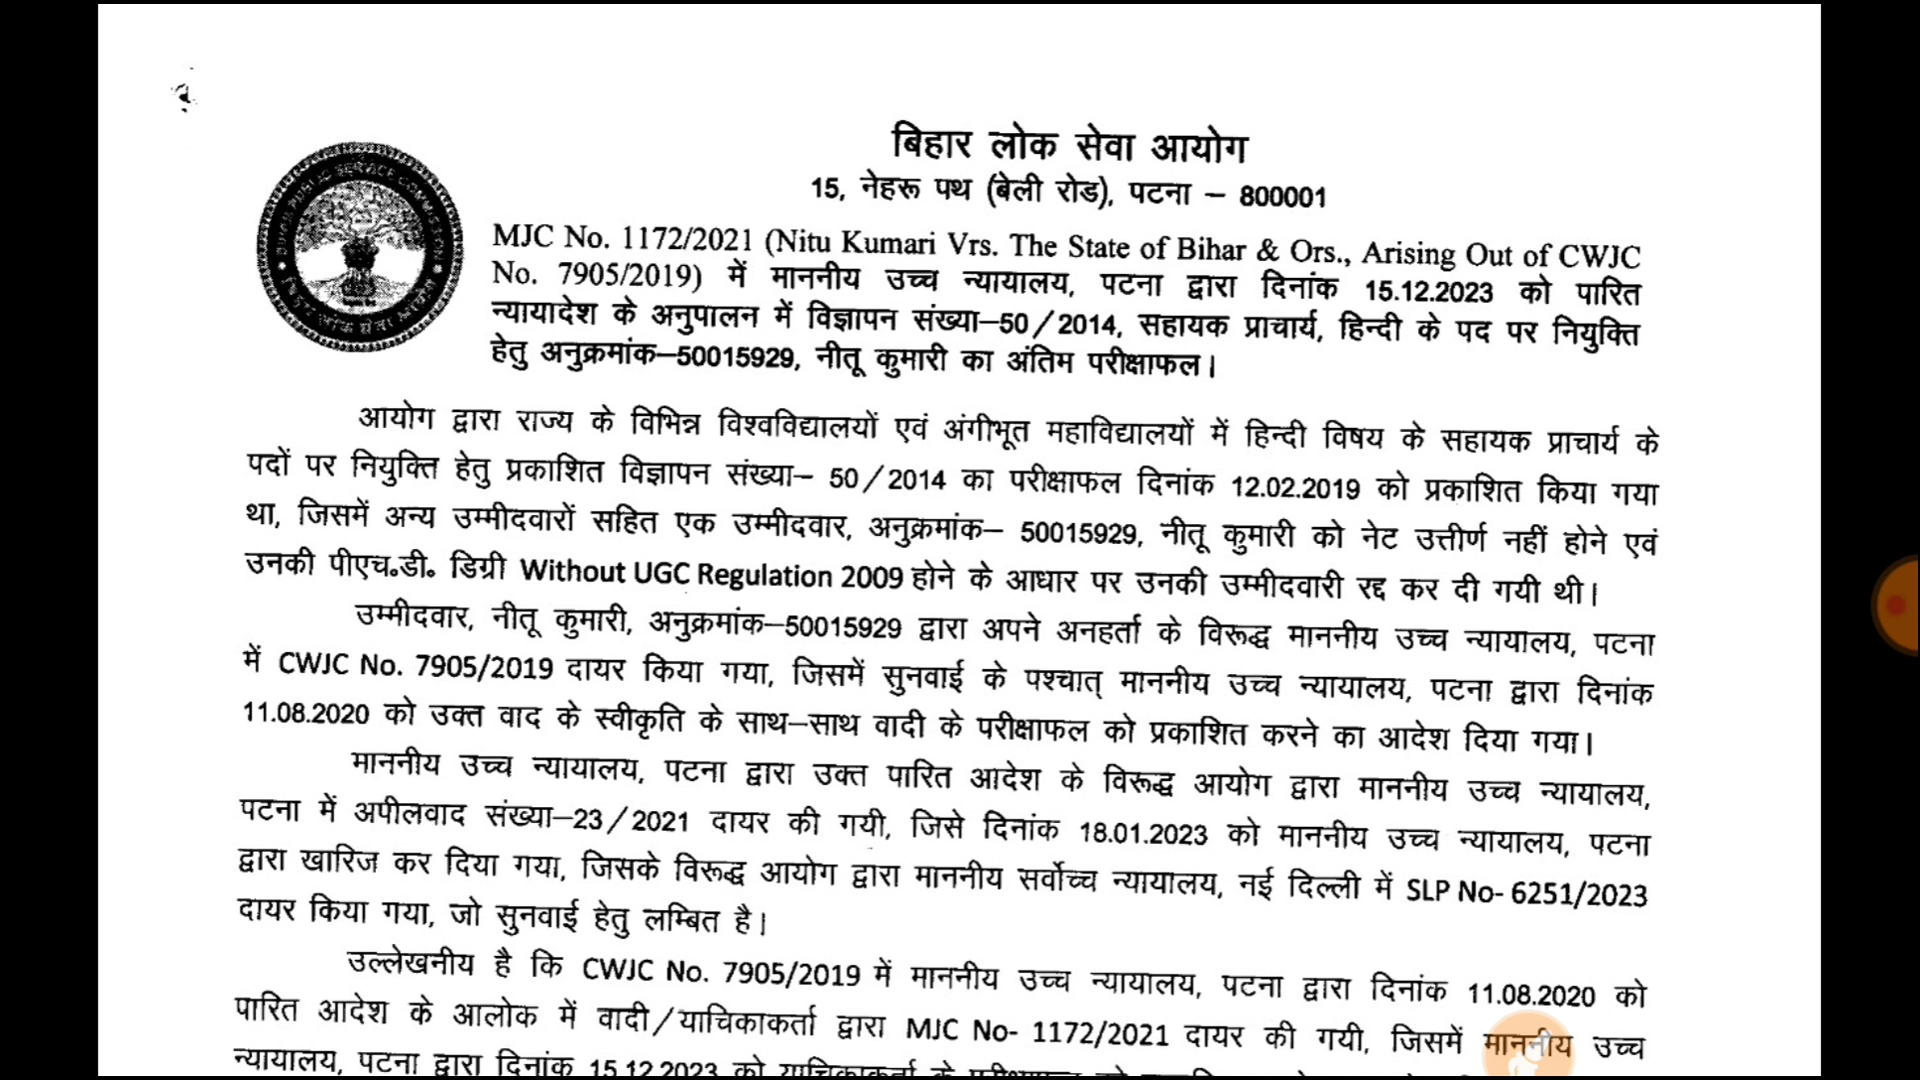 बिहार लोक सेवा आयोग
15, नेहरू पथ (बेली रोड), पटना – 800001
MJC No. 1172/2021 (Nitu Kumari Vrs. The State of Bihar & Ors., Arising Out of CWJC
No. 7905/2019) में माननीय उच्च न्यायालय, पटना द्वारा दिनांक 15.12.2023 को पारित
न्यायादेश के अनुपालन में विज्ञापन संख्या–50/2014, सहायक प्राचार्य, हिन्दी के पद पर नियुक्ति
हेतु अनुक्रमांक–50015929, नीतू कुमारी का अंतिम परीक्षाफल।
आयोग द्वारा राज्य के विभिन्न विश्वविद्यालयों एवं अंगीभूत महाविद्यालयों में हिन्दी विषय के सहायक प्राचार्य के
पदों पर नियुक्ति हेतु प्रकाशित विज्ञापन संख्या– 50/2014 का परीक्षाफल दिनांक 12.02.2019 को प्रकाशित किया गया
था, जिसमें अन्य उम्मीदवारों सहित एक उम्मीदवार, अनुक्रमांक– 50015929, नीतू कुमारी को नेट उत्तीर्ण नहीं होने एवं
उनकी पीएच॰डी॰ डिग्री Without UGC Regulation 2009 होने के आधार पर उनकी उम्मीदवारी रद्द कर दी गयी थी।
उम्मीदवार, नीतू कुमारी, अनुक्रमांक–50015929 द्वारा अपने अनहर्ता के विरूद्ध माननीय उच्च न्यायालय, पटना
में CWJC No. 7905/2019 दायर किया गया, जिसमें सुनवाई के पश्चात् माननीय उच्च न्यायालय, पटना द्वारा दिनांक
11.08.2020 को उक्त वाद के स्वीकृति के साथ–साथ वादी के परीक्षाफल को प्रकाशित करने का आदेश दिया गया।
माननीय उच्च न्यायालय, पटना द्वारा उक्त पारित आदेश के विरूद्ध आयोग द्वारा माननीय उच्च न्यायालय,
पटना में अपीलवाद संख्या–23/2021 दायर की गयी, जिसे दिनांक 18.01.2023 को माननीय उच्च न्यायालय, पटना
द्वारा खारिज कर दिया गया, जिसके विरूद्ध आयोग द्वारा माननीय सर्वोच्च न्यायालय, नई दिल्ली में SLP No- 6251/2023
दायर किया गया, जो सुनवाई हेतु लम्बित है।
उल्लेखनीय है कि CWJC No. 7905/2019 में माननीय उच्च न्यायालय, पटना द्वारा दिनांक 11.08.2020 को
पारित आदेश के आलोक में वादी/याचिकाकर्ता द्वारा MJC No- 1172/2021 दायर की गयी, जिसमें माननीय उच्च
न्यायालय, पटना द्वारा दिनांक 15.12.2023 को याचिकाकर्ता के